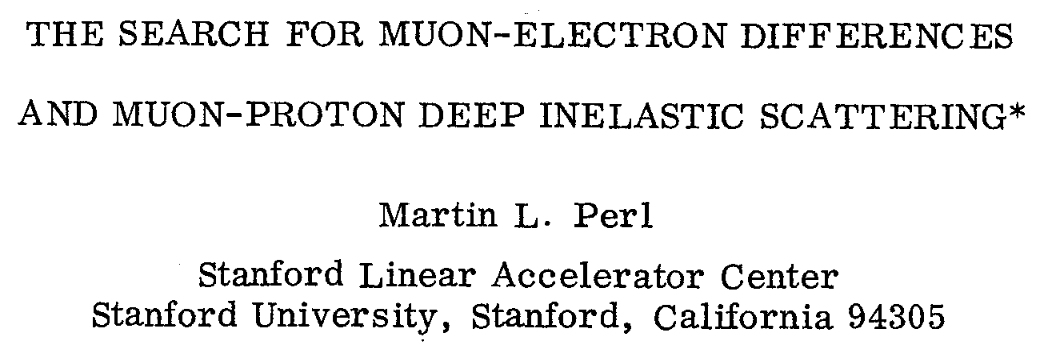 THE SEARCH FOR MUON-ELECTRON DIFFERENCES
AND MUON-PROTON DEEP INELASTIC SCATTERING*
Martin L. Perl
Stanford Linear Accelerator Center
Stanford University, Stanford, California 94305